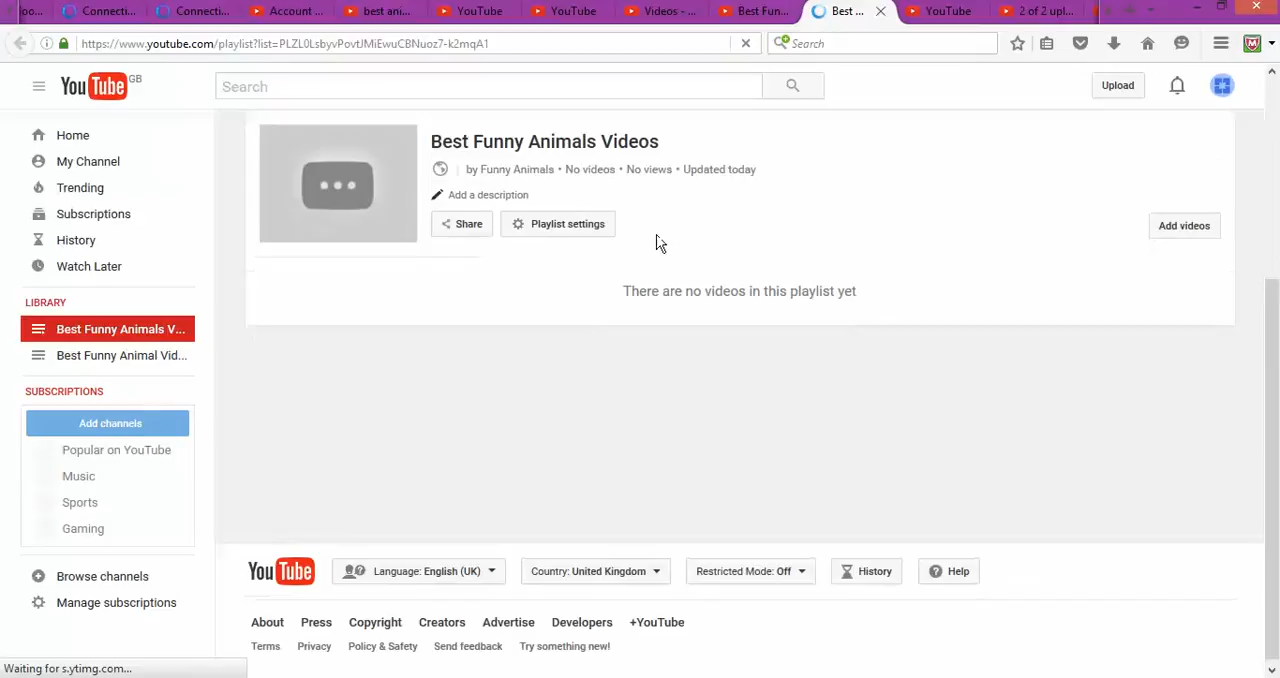 oo... Connecti... Connecti... Account ... best ani... YouTube YouTube Videos - ... Best Fun... Best ... YouTube 2 of 2 upl...
https://www.youtube.com/playlist?list=PLZL0LsbyvPovtJMiEwuCBNuoz7-k2mqA1 Search
YouTube GB Search Upload
Home
My Channel
Trending
Subscriptions
History
Watch Later
LIBRARY
Best Funny Animals V...
Best Funny Animal Vid...
SUBSCRIPTIONS
Add channels
Popular on YouTube
Music
Sports
Gaming
Browse channels
Manage subscriptions
Best Funny Animals Videos
by Funny Animals • No videos • No views • Updated today
Add a description
Share Playlist settings Add videos
There are no videos in this playlist yet
YouTube Language: English (UK) Country: United Kingdom Restricted Mode: Off History Help
About Press Copyright Creators Advertise Developers +YouTube
Terms Privacy Policy & Safety Send feedback Try something new!
Waiting for s.ytimg.com...